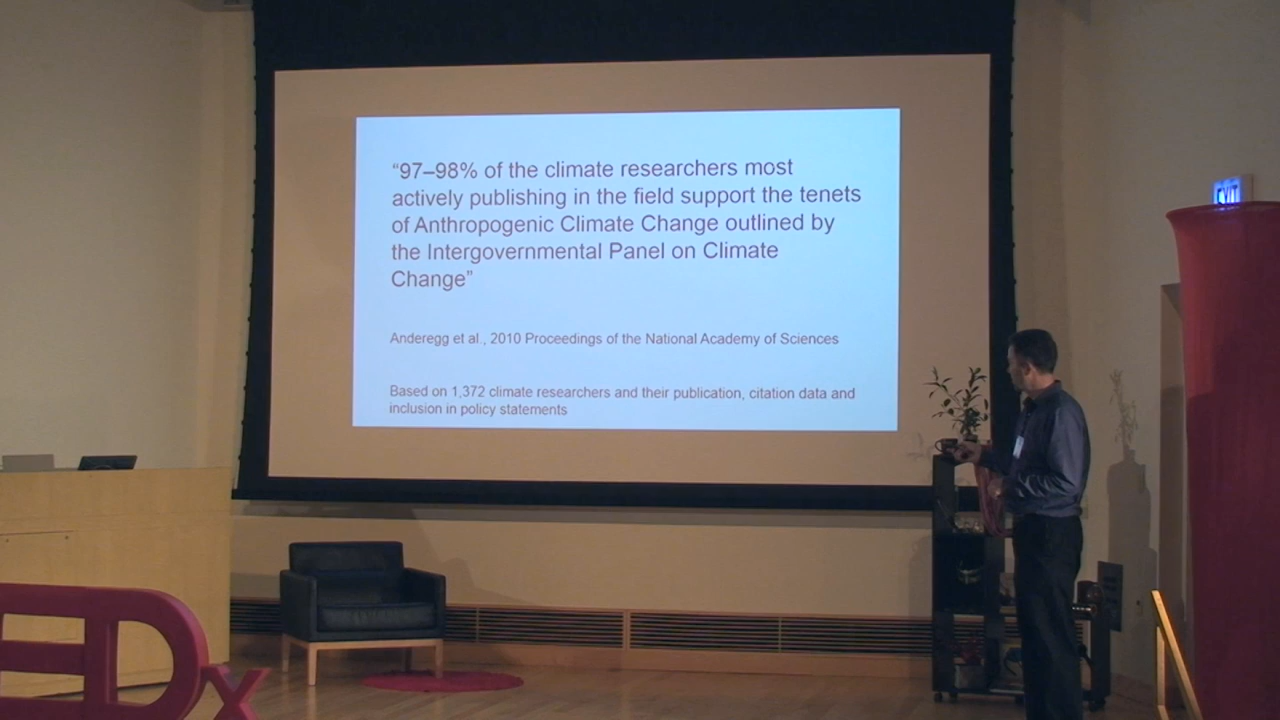 “97–98% of the climate researchers most
actively publishing in the field support the tenets
of Anthropogenic Climate Change outlined by
the Intergovernmental Panel on Climate
Change”
Anderegg et al., 2010 Proceedings of the National Academy of Sciences
Based on 1,372 climate researchers and their publication, citation data and
inclusion in policy statements
EXIT
EDx